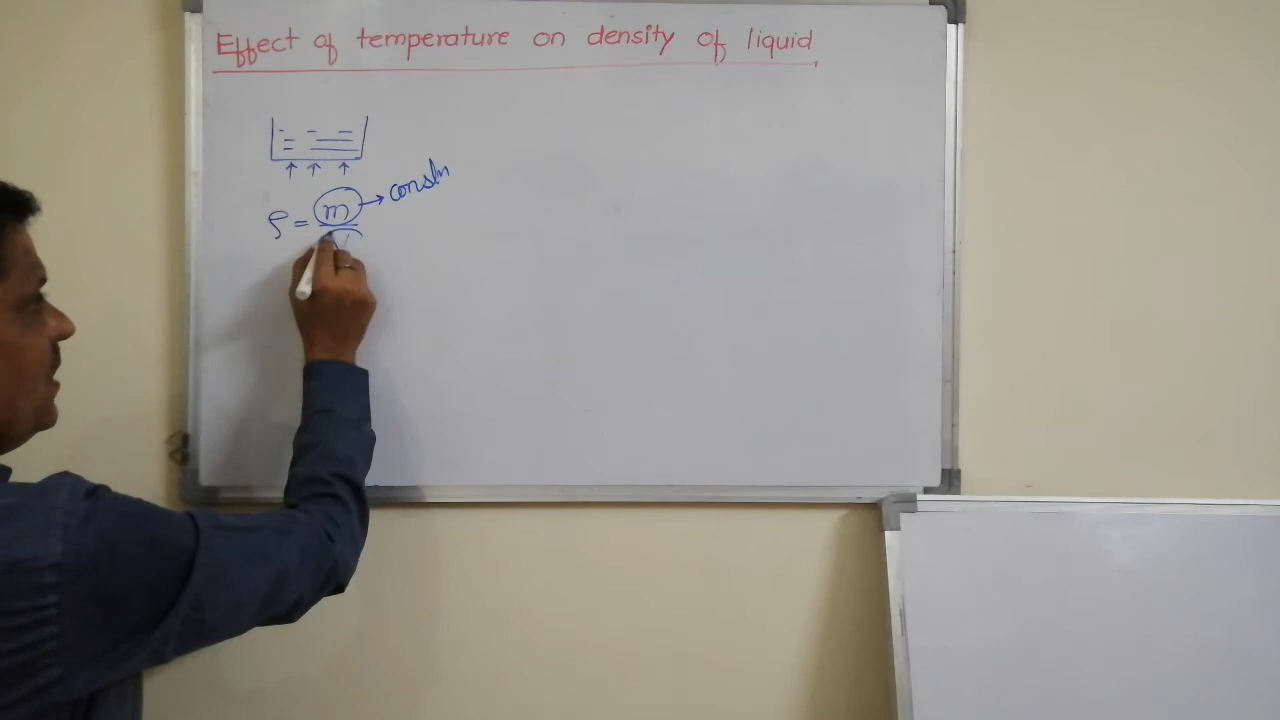 Effect of temperature on density of liquid
ρ = m → constn
V